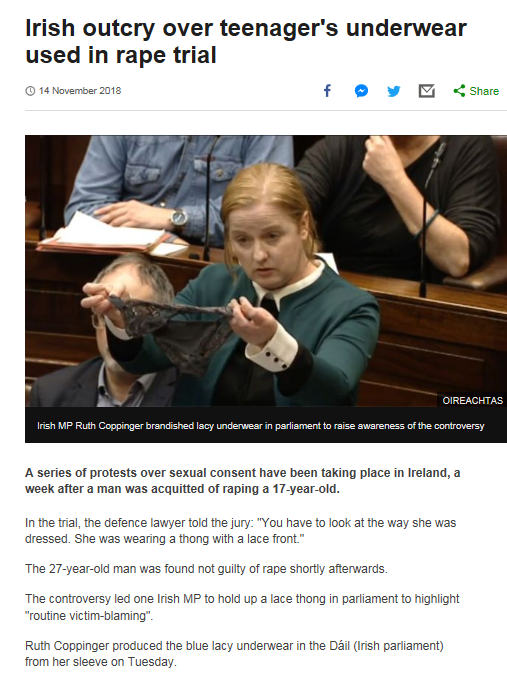 Irish outcry over teenager's underwear
used in rape trial
14 November 2018
Share
OIREACHTAS
Irish MP Ruth Coppinger brandished lacy underwear in parliament to raise awareness of the controversy
A series of protests over sexual consent have been taking place in Ireland, a
week after a man was acquitted of raping a 17-year-old.
In the trial, the defence lawyer told the jury: "You have to look at the way she was
dressed. She was wearing a thong with a lace front."
The 27-year-old man was found not guilty of rape shortly afterwards.
The controversy led one Irish MP to hold up a lace thong in parliament to highlight
"routine victim-blaming".
Ruth Coppinger produced the blue lacy underwear in the Dáil (Irish parliament)
from her sleeve on Tuesday.